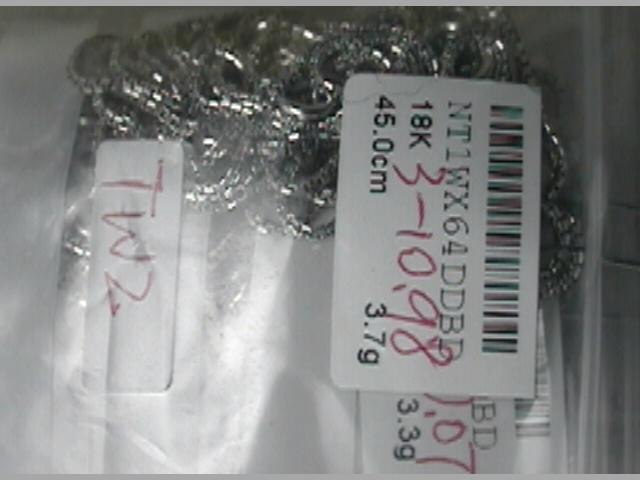 NT1WX64DDBD
18K 3-10.98
45.0cm 3.7g
TW2
BD
3.3g